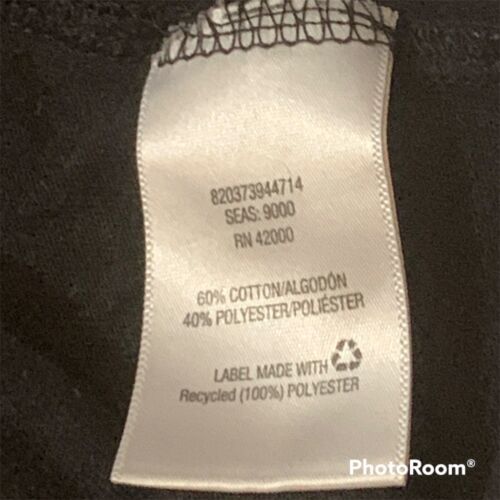 820373944714
SEAS: 9000
RN 42000
60% COTTON/ALGODÓN
40% POLYESTER/POLIÉSTER
LABEL MADE WITH
Recycled (100%) POLYESTER
PhotoRoom®